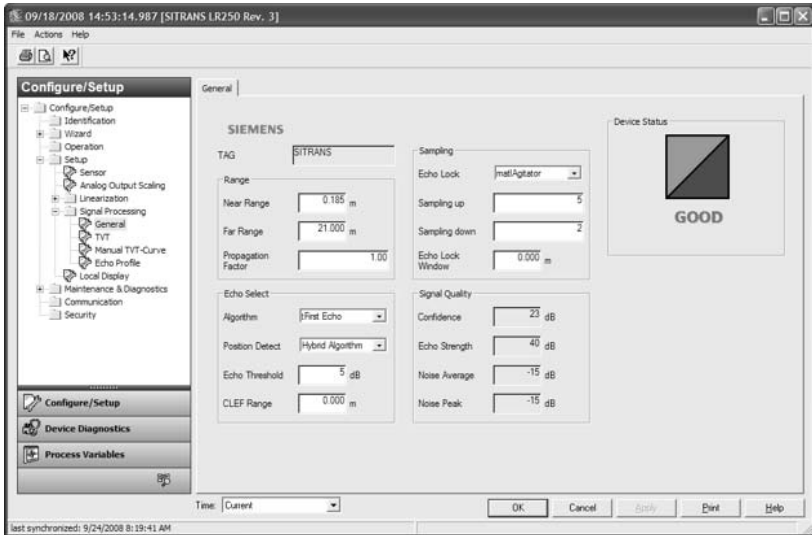 09/18/2008 14:53:14.987 [SITRANS LR250 Rev. 3]
File Actions Help
Configure/Setup
Configure/Setup
Identification
Wizard
Operation
Setup
Sensor
Analog Output Scaling
Linearization
Signal Processing
General
TVT
Manual TVT-Curve
Echo Profile
Local Display
Maintenance & Diagnostics
Communication
Security
Configure/Setup
Device Diagnostics
Process Variables
General
SIEMENS
TAG SITRANS
Range
Near Range 0.185 m
Far Range 21.000 m
Propagation Factor 1.00
Echo Select
Algorithm tFirst Echo
Position Detect Hybrid Algorithm
Echo Threshold 5 dB
CLEF Range 0.000 m
Sampling
Echo Lock matlAgitator
Sampling up 5
Sampling down 2
Echo Lock Window 0.000 m
Signal Quality
Confidence 23 dB
Echo Strength 40 dB
Noise Average -15 dB
Noise Peak -15 dB
Device Status
GOOD
Time: Current
OK Cancel Apply Print Help
last synchronized: 9/24/2008 8:19:41 AM